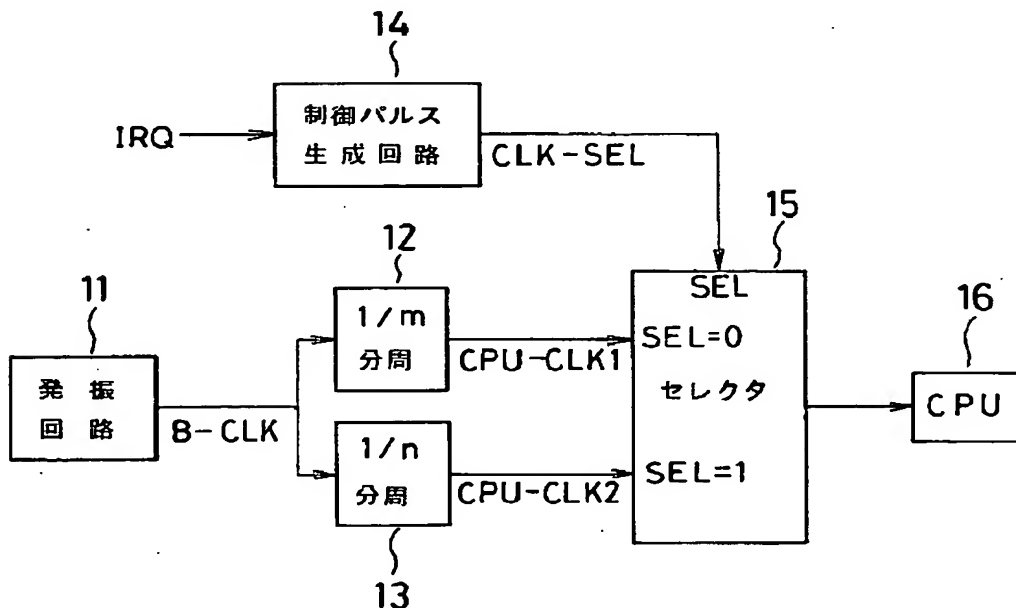 14
制御パルス
生成回路
IRQ
CLK-SEL
15
12
SEL
16
11
1/m
分周
CPU-CLK1
SEL=0
セレクタ
発振
回路
B-CLK
CPU
1/n
分周
CPU-CLK2
SEL=1
13